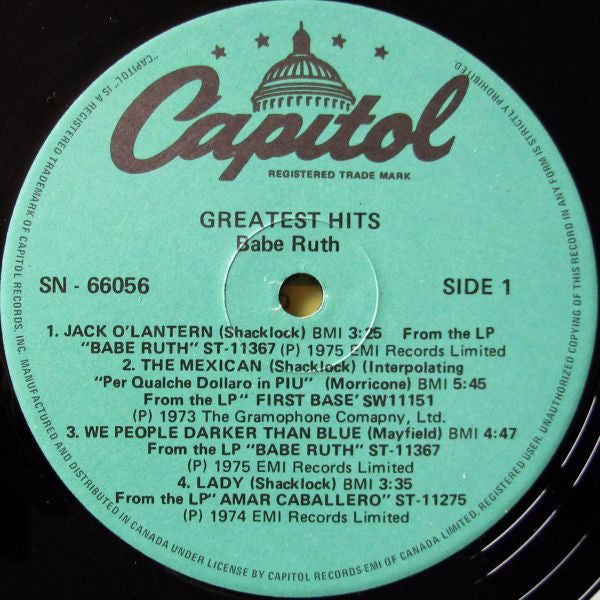 Capitol
REGISTERED TRADE MARK
GREATEST HITS
Babe Ruth
SN - 66056
SIDE 1
1. JACK O'LANTERN (Shacklock) BMI 3:25 From the LP
"BABE RUTH" ST-11367 (P) 1975 EMI Records Limited
2. THE MEXICAN (Shacklock) (Interpolating
"Per Qualche Dollaro in PIU" (Morricone) BMI 5:45
From the LP" FIRST BASE' SW11151
(P) 1973 The Gramophone Comapny, Ltd.
3. WE PEOPLE DARKER THAN BLUE (Mayfield) BMI 4:47
From the LP "BABE RUTH" ST-11367
(P) 1975 EMI Records Limited
4. LADY (Shacklock) BMI 3:35
From the LP" AMAR CABALLERO" ST-11275
(P) 1974 EMI Records Limited
"CAPITOL" IS A REGISTERED TRADEMARK OF CAPITOL RECORDS, INC. MANUFACTURED AND DISTRIBUTED IN CANADA UNDER LICENSE BY CAPITOL RECORDS-EMI OF CANADA LIMITED, REGISTERED USER. UNAUTHORIZED COPYING OF THIS RECORD IN ANY FORM IS STRICTLY PROHIBITED.